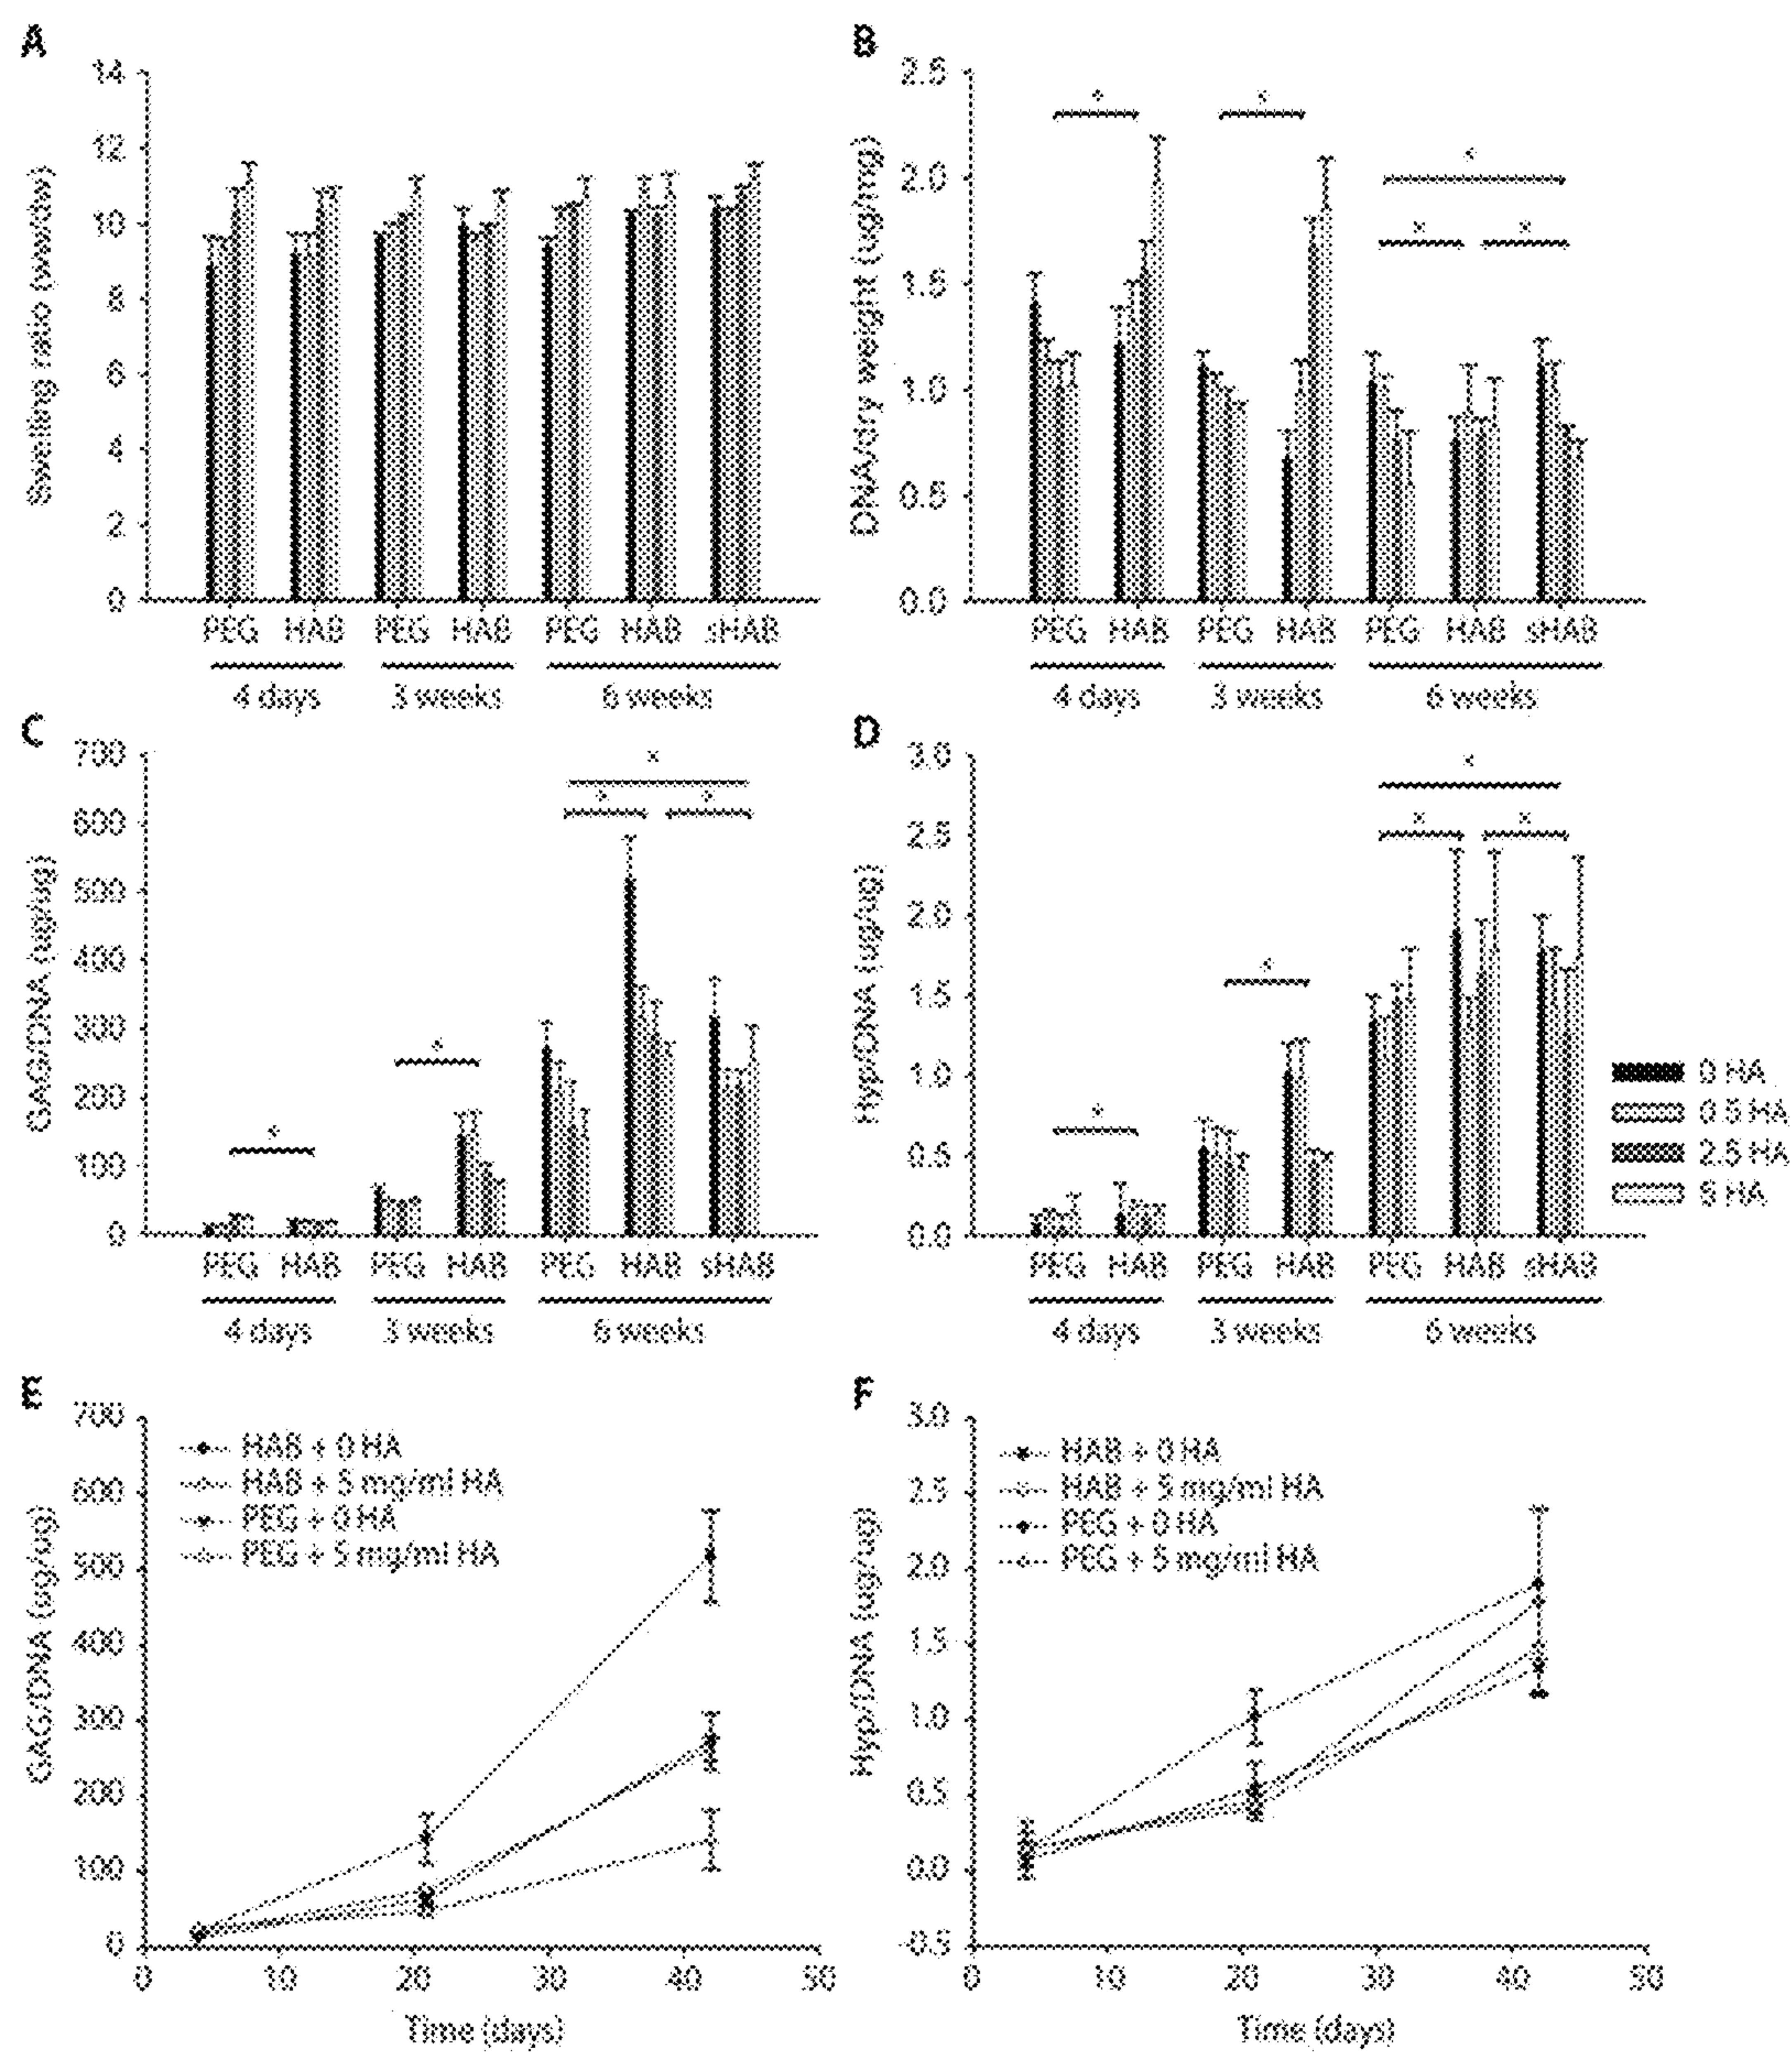 A
14
12
10
8
6
4
2
0
Swelling ratio (ww/dw)
PEG HAB PEG HAB PEG HAB sHAB
4 days 3 weeks 6 weeks
B
2.5
2.0
1.5
1.0
0.5
0.0
DNA/dry weight (ug/mg)
PEG HAB PEG HAB PEG HAB sHAB
4 days 3 weeks 6 weeks
C
700
600
500
400
300
200
100
0
GAG/DNA (ug/ug)
PEG HAB PEG HAB PEG HAB sHAB
4 days 3 weeks 6 weeks
D
3.0
2.5
2.0
1.5
1.0
0.5
0.0
Hyp/DNA (ug/ug)
PEG HAB PEG HAB PEG HAB sHAB
4 days 3 weeks 6 weeks
0 HA
0.5 HA
2.5 HA
HA
E
700
600
500
400
300
200
100
0
GAG/DNA (ug/ug)
HAB + 0 HA
HAB + 5 mg/ml HA
PEG + 0 HA
PEG + 5 mg/ml HA
0 10 20 30 40 50
Time (days)
F
3.0
2.5
2.0
1.5
1.0
0.5
0.0
-0.5
Hyp/DNA (ug/ug)
HAB + 0 HA
HAB + 5 mg/ml HA
PEG + 0 HA
PEG + 5 mg/ml HA
0 10 20 30 40 50
Time (days)